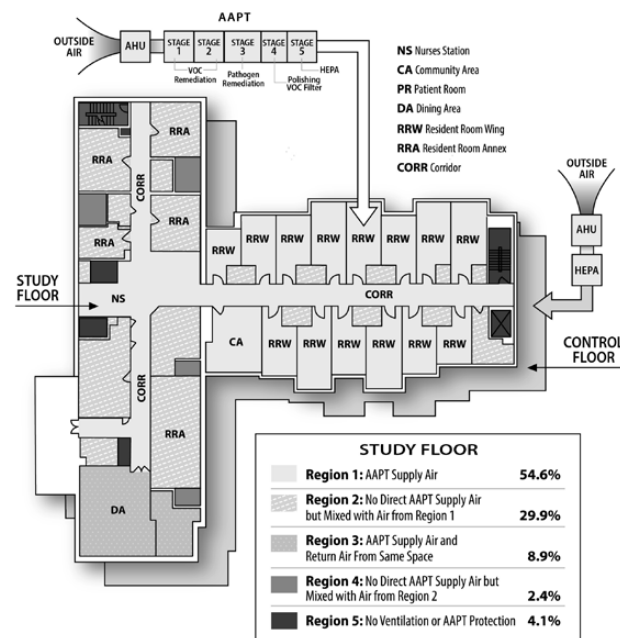 AAPT
OUTSIDE
AIR
AHU
STAGE
1
STAGE
2
STAGE
3
STAGE
4
STAGE
5
VOC
Remediation
Pathogen
Remediation
Polishing
VOC Filter
HEPA
NS Nurses Station
CA Community Area
PR Patient Room
DA Dining Area
RRW Resident Room Wing
RRA Resident Room Annex
CORR Corridor
OUTSIDE
AIR
AHU
HEPA
RRA
CORR
RRA
RRA
RRA
RRW
RRW
RRW
RRW
RRW
RRW
RRW
STUDY
FLOOR
NS
CORR
CA
RRW
RRW
RRW
RRW
RRW
RRW
CONTROL
FLOOR
CORR
RRA
DA
STUDY FLOOR
Region 1: AAPT Supply Air 54.6%
Region 2: No Direct AAPT Supply Air
but Mixed with Air from Region 1 29.9%
Region 3: AAPT Supply Air and
Return Air From Same Space 8.9%
Region 4: No Direct AAPT Supply Air but
Mixed with Air from Region 2 2.4%
Region 5: No Ventilation or AAPT Protection 4.1%